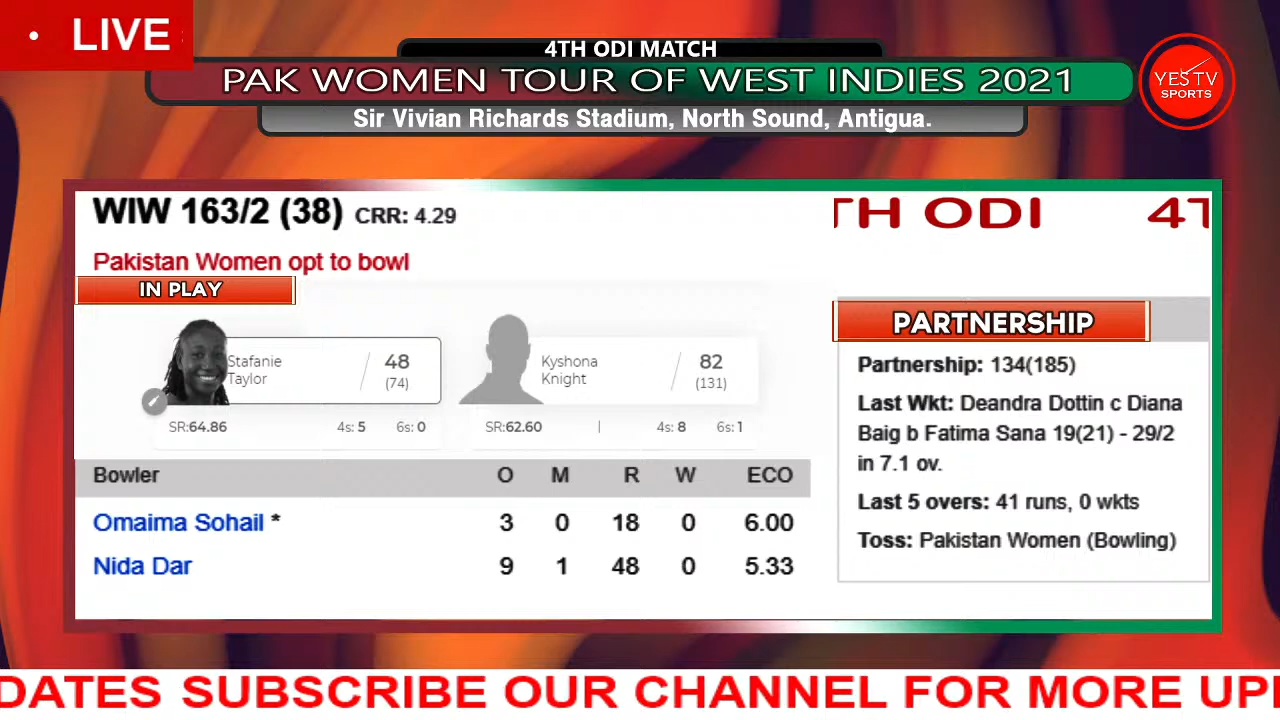 LIVE
4TH ODI MATCH
PAK WOMEN TOUR OF WEST INDIES 2021
Sir Vivian Richards Stadium, North Sound, Antigua.
YESTV
SPORTS
WIW 163/2 (38) CRR: 4.29
TH ODI 4T
Pakistan Women opt to bowl
IN PLAY
Stafanie
Taylor
48
(74)
SR:64.86 4s: 5 6s: 0
Kyshona
Knight
82
(131)
SR:62.60 | 4s: 8 6s: 1
Bowler O M R W ECO
Omaima Sohail * 3 0 18 0 6.00
Nida Dar 9 1 48 0 5.33
PARTNERSHIP
Partnership: 134(185)
Last Wkt: Deandra Dottin c Diana
Baig b Fatima Sana 19(21) - 29/2
in 7.1 ov.
Last 5 overs: 41 runs, 0 wkts
Toss: Pakistan Women (Bowling)
DATES SUBSCRIBE OUR CHANNEL FOR MORE UP